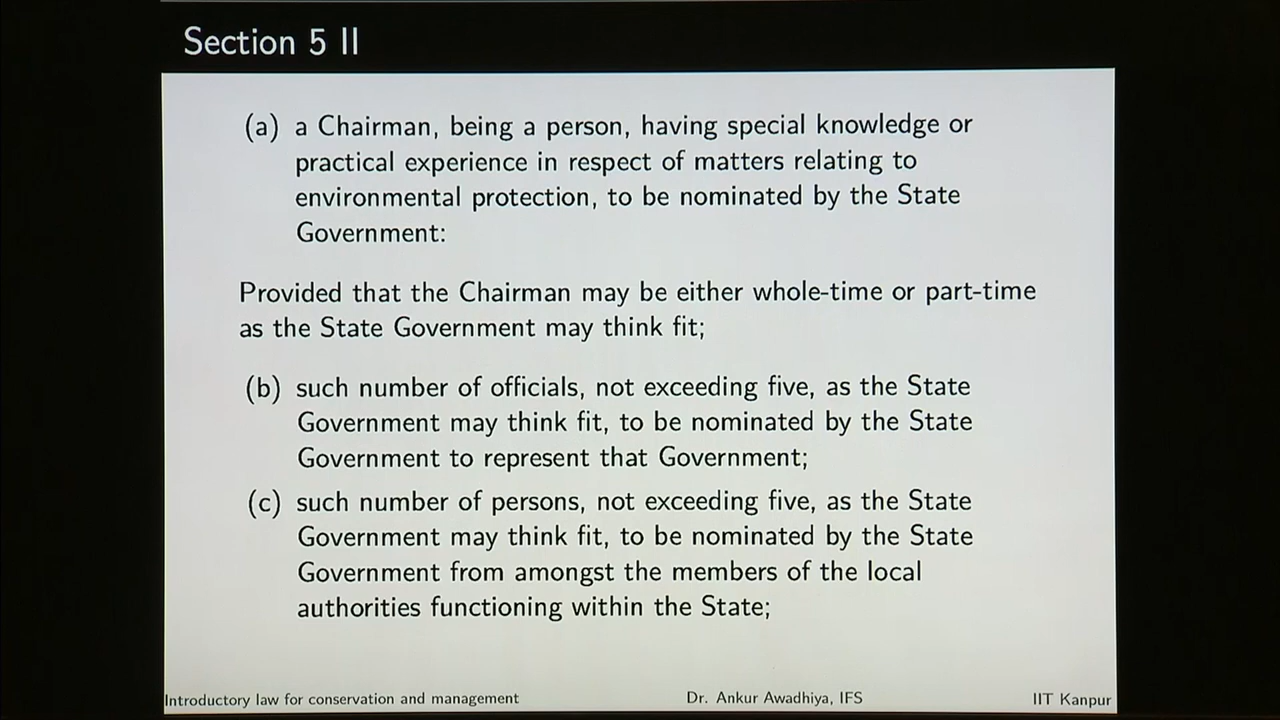 Section 5 II
(a) a Chairman, being a person, having special knowledge or
practical experience in respect of matters relating to
environmental protection, to be nominated by the State
Government:
Provided that the Chairman may be either whole-time or part-time
as the State Government may think fit;
(b) such number of officials, not exceeding five, as the State
Government may think fit, to be nominated by the State
Government to represent that Government;
(c) such number of persons, not exceeding five, as the State
Government may think fit, to be nominated by the State
Government from amongst the members of the local
authorities functioning within the State;
Introductory law for conservation and management Dr. Ankur Awadhiya, IFS IIT Kanpur